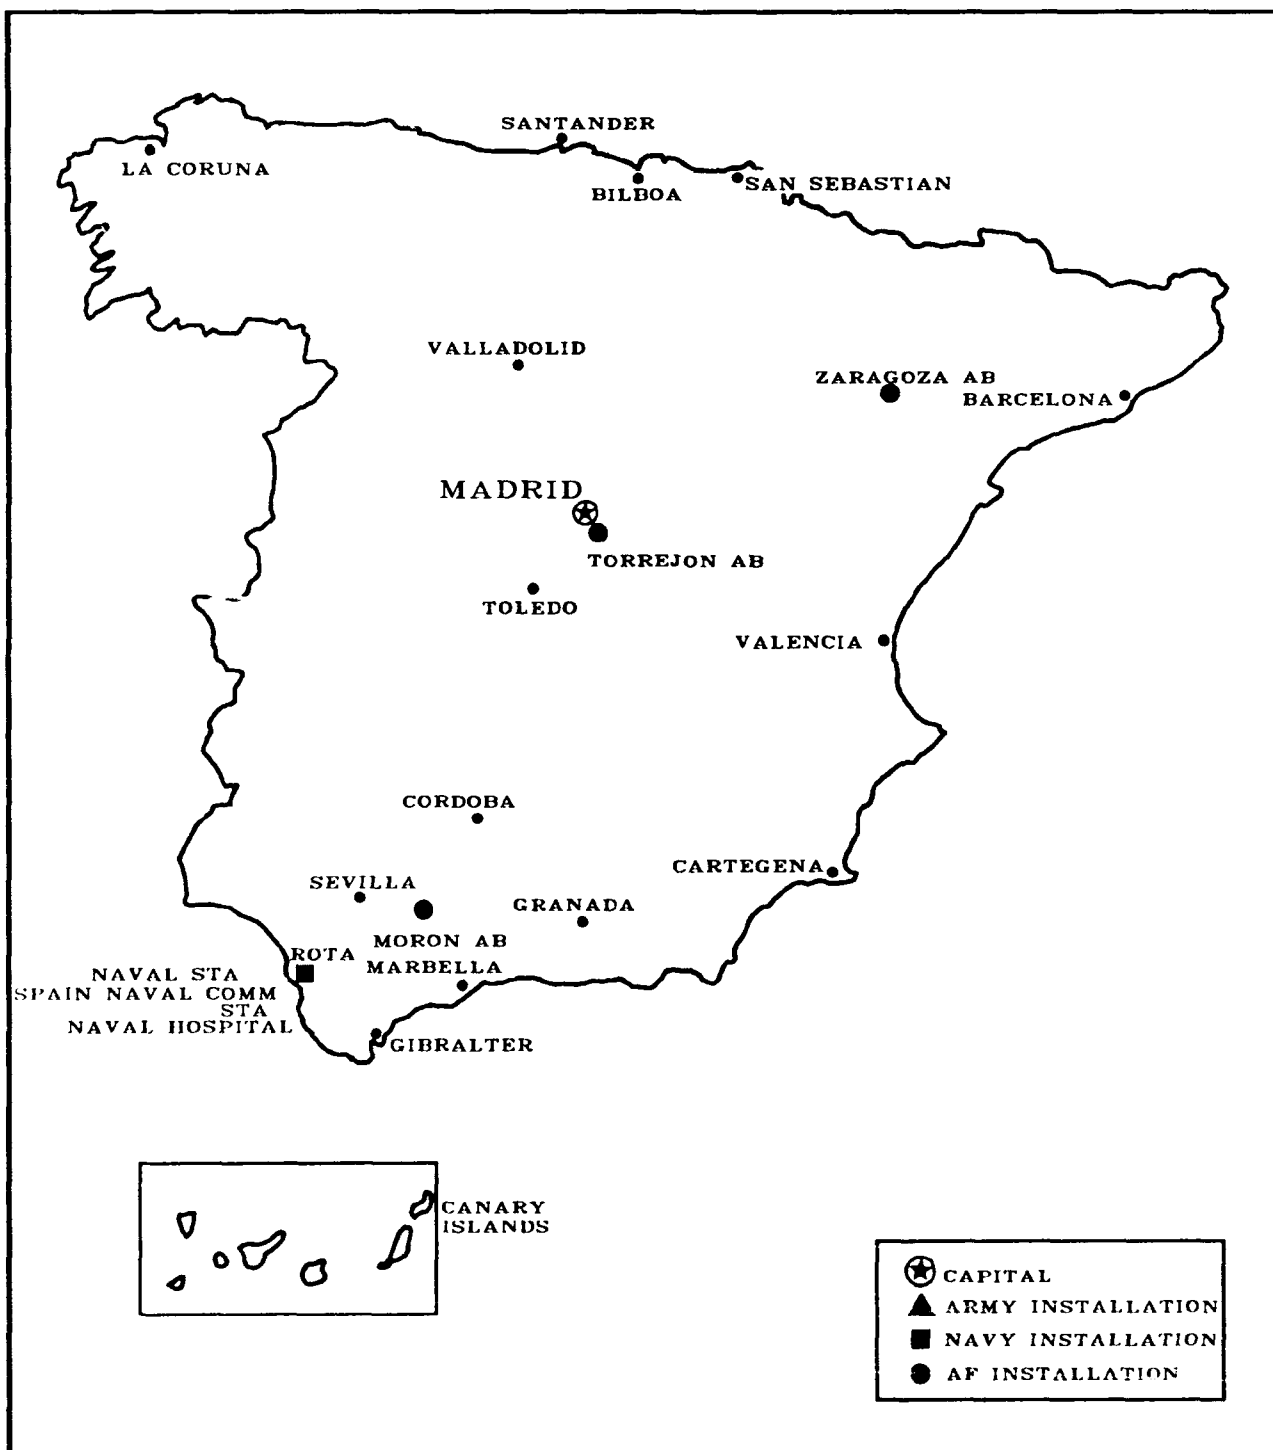 SANTANDER
LA CORUNA
BILBOA
SAN SEBASTIAN
VALLADOLID
ZARAGOZA AB
BARCELONA
MADRID
TORREJON AB
TOLEDO
VALENCIA
CORDOBA
CARTEGENA
SEVILLA
GRANADA
MORON AB
ROTA
MARBELLA
NAVAL STA
SPAIN NAVAL COMM
STA
NAVAL HOSPITAL
GIBRALTER
CANARY
ISLANDS
CAPITAL
ARMY INSTALLATION
NAVY INSTALLATION
AF INSTALLATION